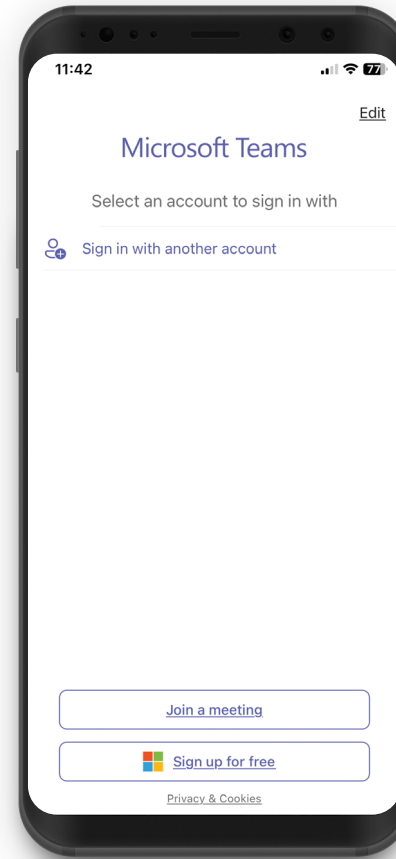 11:42
77
Edit
Microsoft Teams
Select an account to sign in with
Sign in with another account
Join a meeting
Sign up for free
Privacy & Cookies